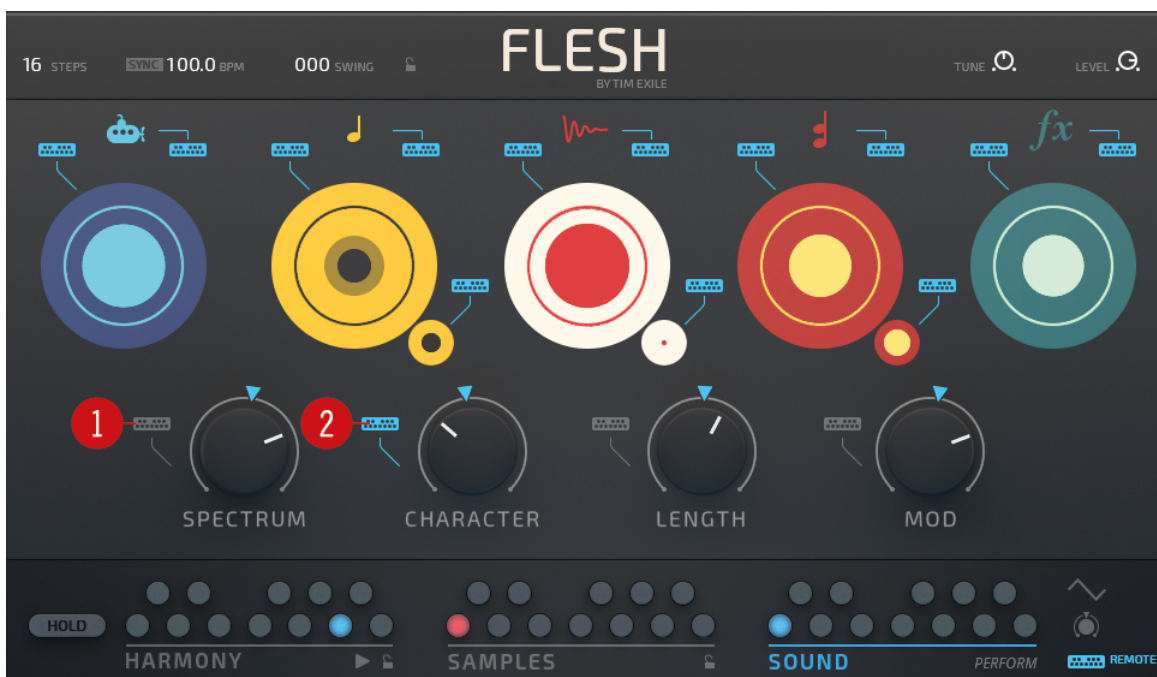 FLESH
BY TIM EXILE
16 STEPS SYNC 100.0 BPM 000 SWING TUNE LEVEL
fx
1 2
SPECTRUM CHARACTER LENGTH MOD
HOLD
HARMONY SAMPLES SOUND PERFORM REMOTE